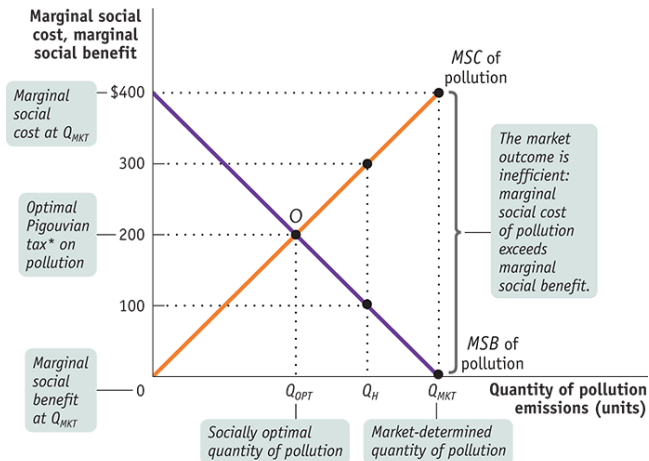 Marginal social
cost, marginal
social benefit
MSC of
pollution
Marginal
social
cost at QMKT
$400
The market
outcome is
inefficient:
marginal
social cost
of pollution
exceeds
marginal
social benefit.
300
Optimal
Pigouvian
tax* on
pollution
O
200
100
MSB of
pollution
Marginal
social
benefit
at QMKT
0
QOPT
QH
QMKT
Quantity of pollution
emissions (units)
Socially optimal
quantity of pollution
Market-determined
quantity of pollution